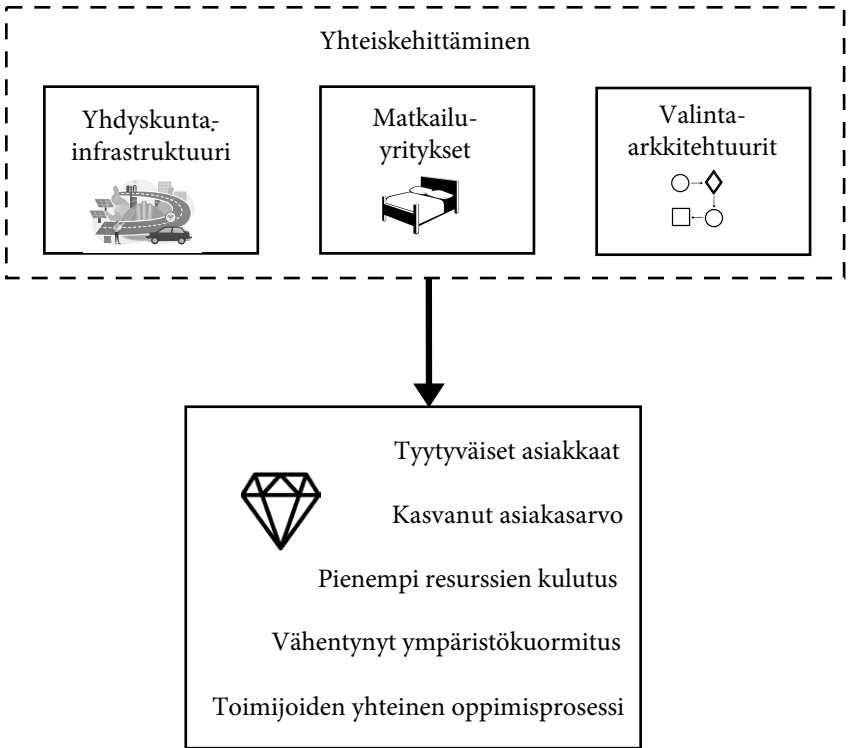 Yhteiskehittäminen
Yhdyskunta-
infrastruktuuri
Matkailu-
yritykset
Valinta-
arkkitehtuurit
Tyytyväiset asiakkaat
Kasvanut asiakasarvo
Pienempi resurssien kulutus
Vähentynyt ympäristökuormitus
Toimijoiden yhteinen oppimisprosessi